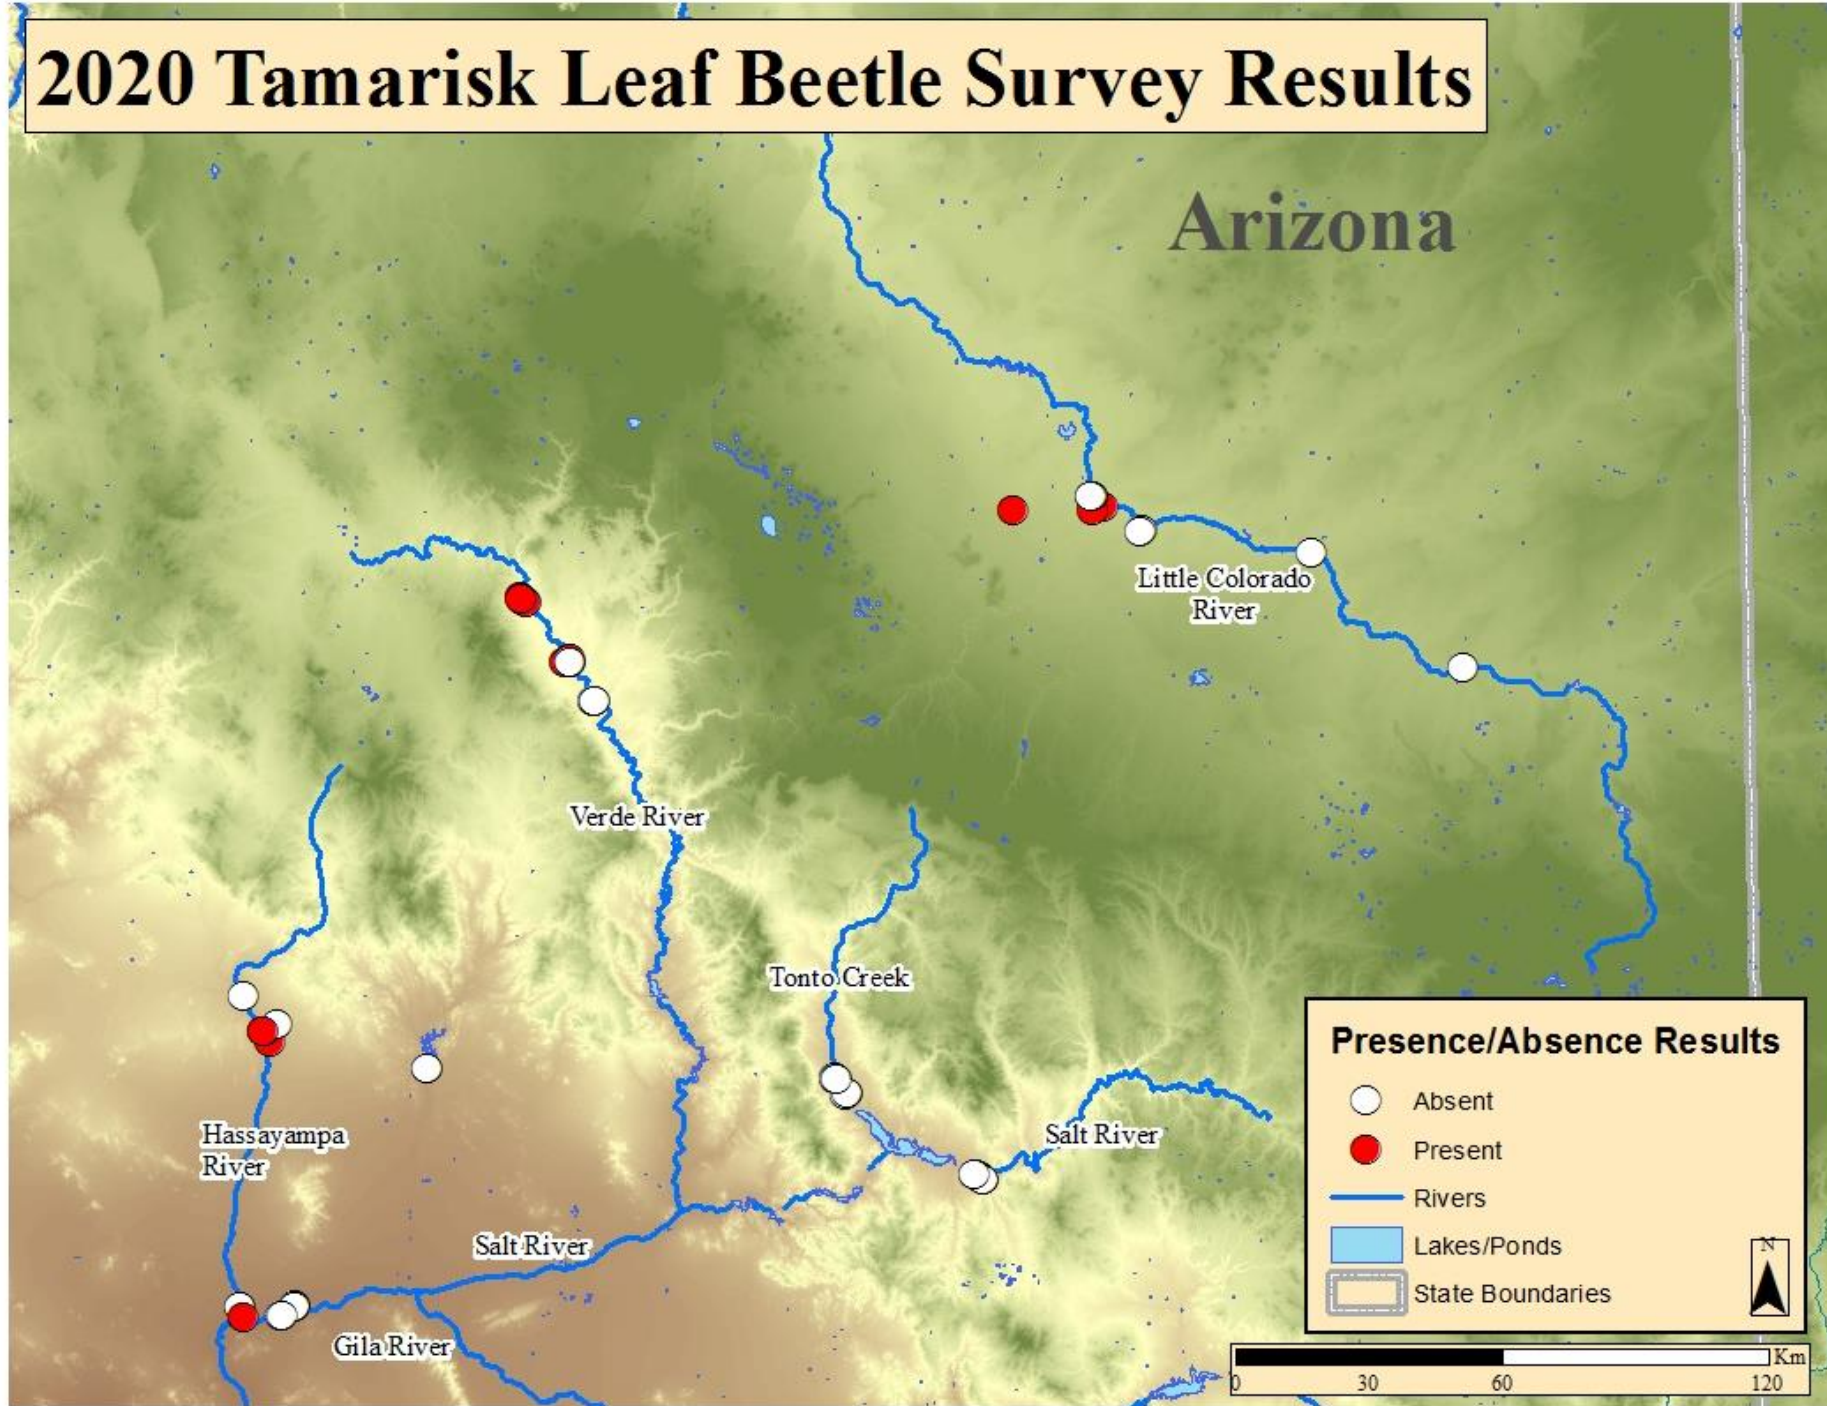 2020 Tamarisk Leaf Beetle Survey Results
Arizona
Little Colorado
River
Verde River
Tonto Creek
Hassayampa
River
Salt River
Salt River
Gila River
Presence/Absence Results
Absent
Present
Rivers
Lakes/Ponds
State Boundaries
N
Km
0 30 60 120